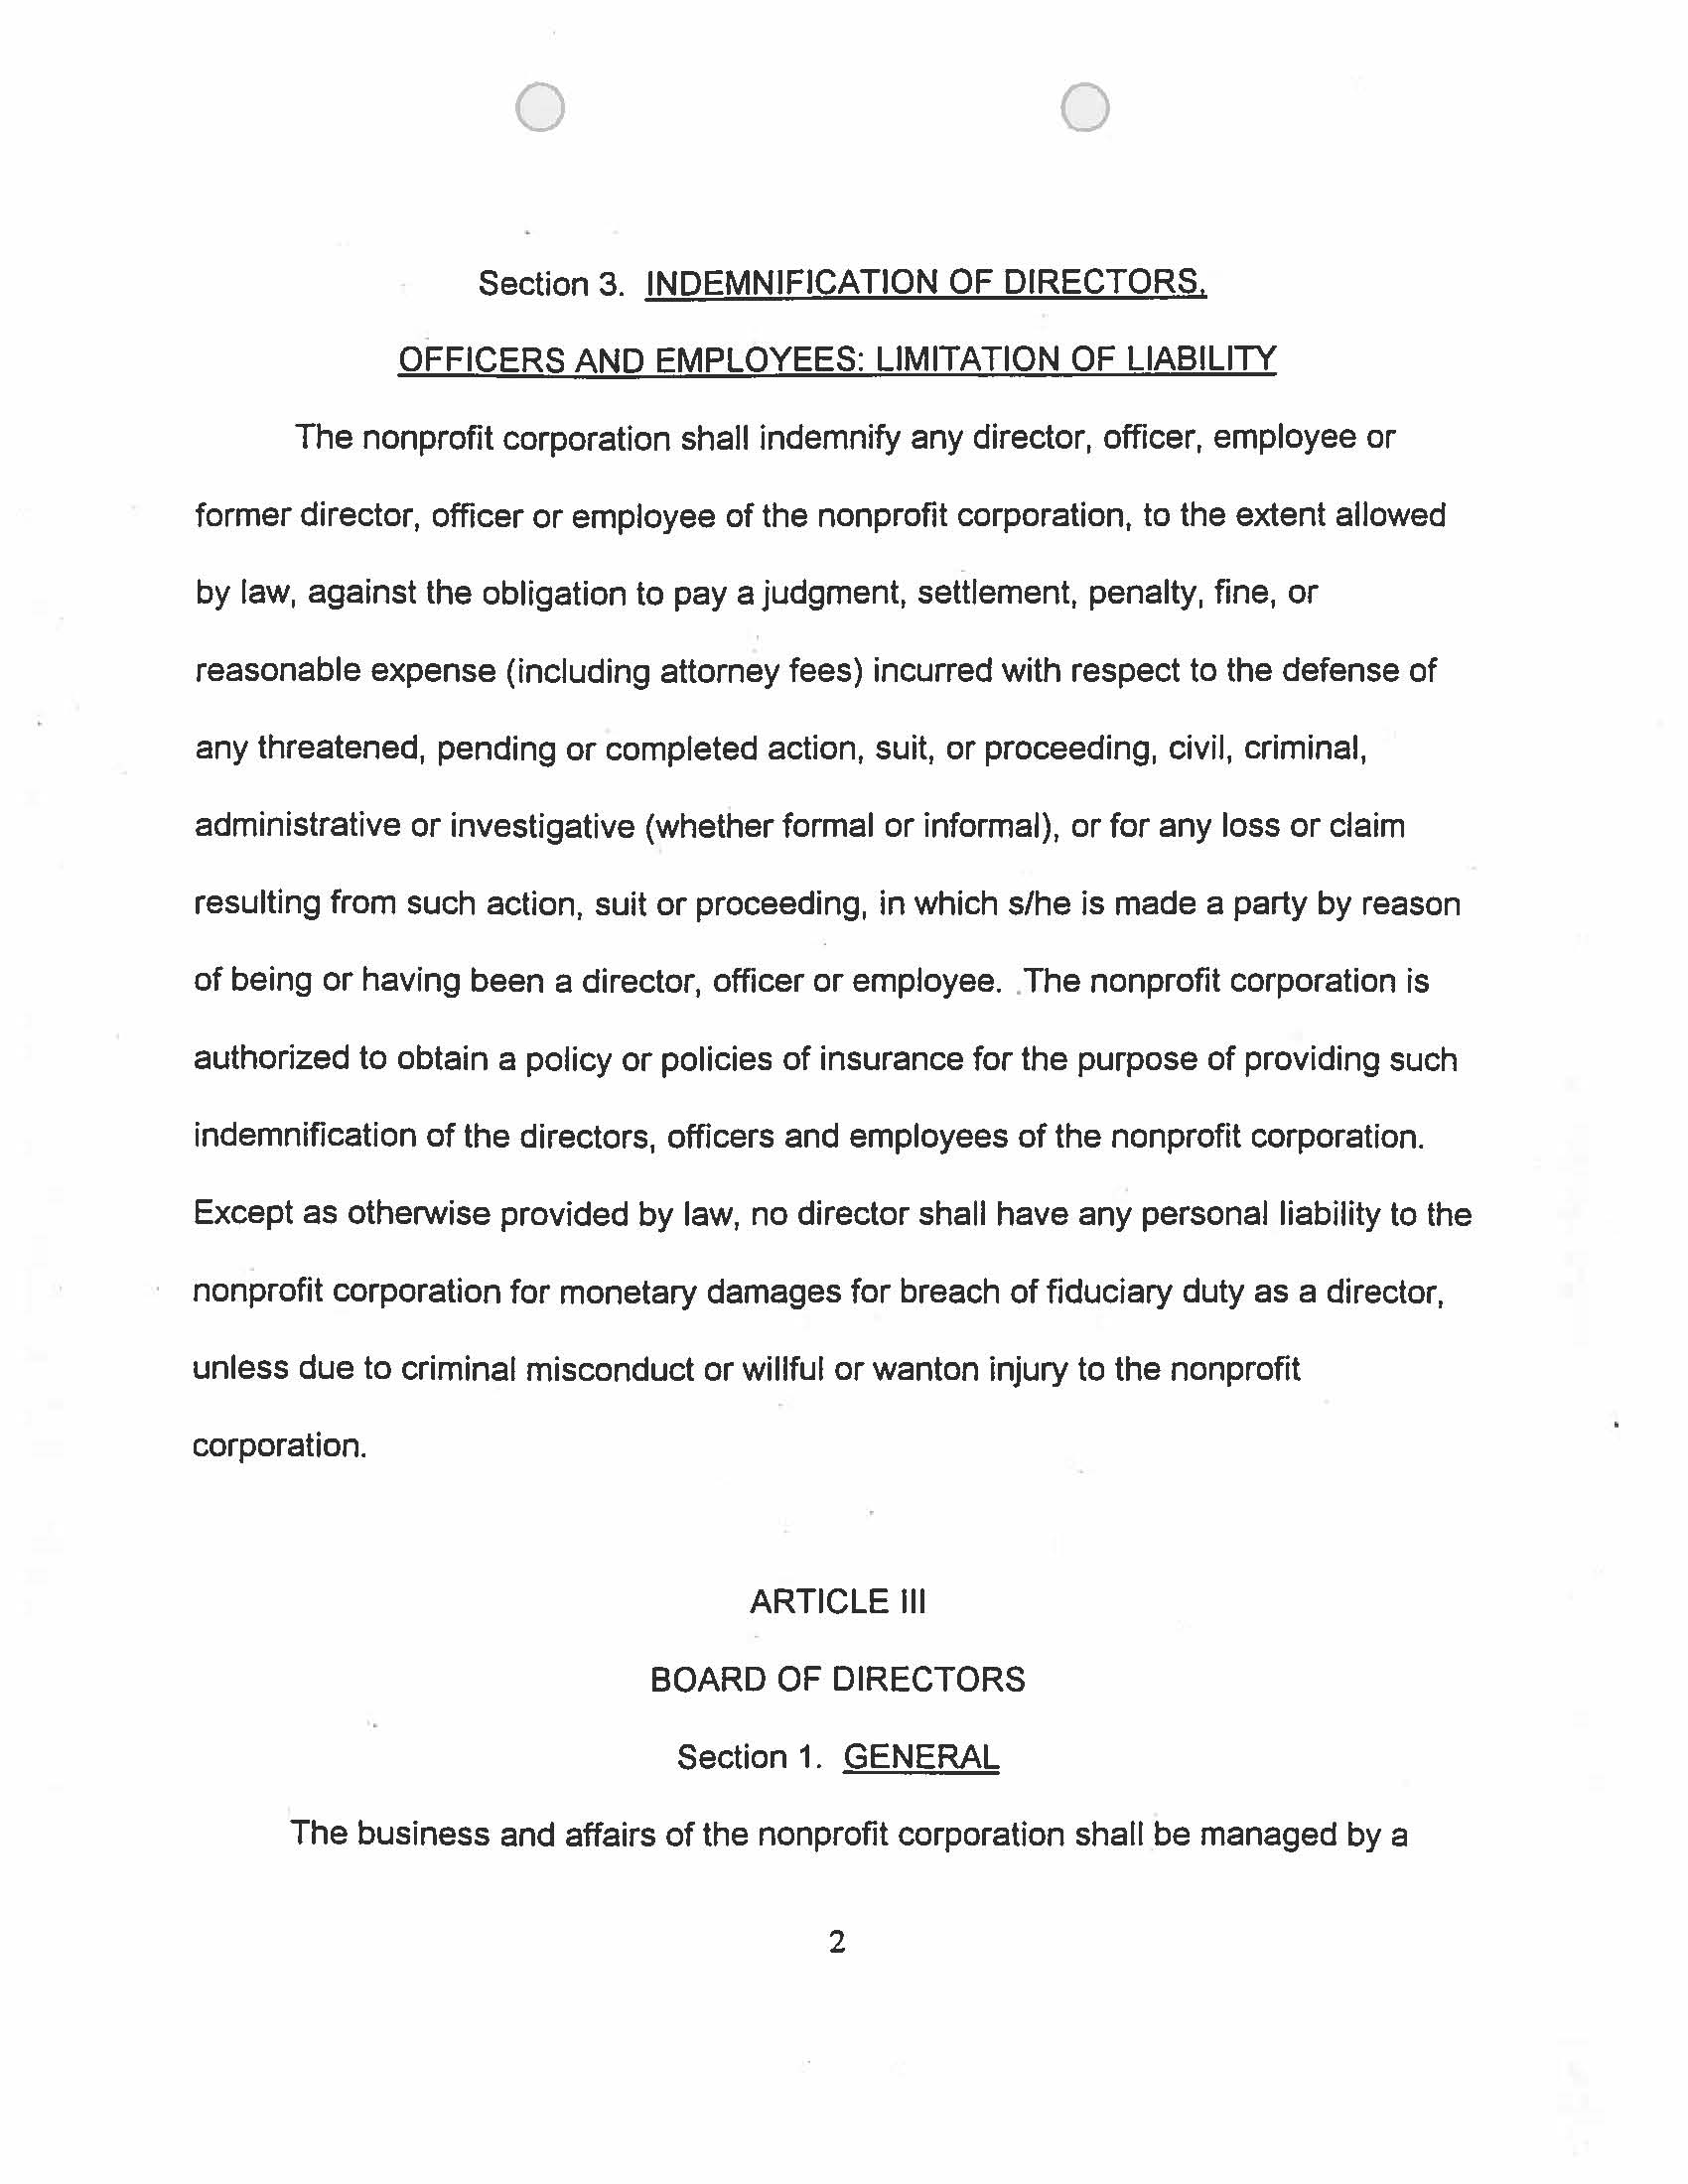 Section 3. INDEMNIFICATION OF DIRECTORS,
OFFICERS AND EMPLOYEES: LIMITATION OF LIABILITY
The nonprofit corporation shall indemnify any director, officer, employee or
former director, officer or employee of the nonprofit corporation, to the extent allowed
by law, against the obligation to pay a judgment, settlement, penalty, fine, or
reasonable expense (including attorney fees) incurred with respect to the defense of
any threatened, pending or completed action, suit, or proceeding, civil, criminal,
administrative or investigative (whether formal or informal), or for any loss or claim
resulting from such action, suit or proceeding, in which s/he is made a party by reason
of being or having been a director, officer or employee. The nonprofit corporation is
authorized to obtain a policy or policies of insurance for the purpose of providing such
indemnification of the directors, officers and employees of the nonprofit corporation.
Except as otherwise provided by law, no director shall have any personal liability to the
nonprofit corporation for monetary damages for breach of fiduciary duty as a director,
unless due to criminal misconduct or willful or wanton injury to the nonprofit
corporation.
ARTICLE III
BOARD OF DIRECTORS
Section 1. GENERAL
The business and affairs of the nonprofit corporation shall be managed by a
2